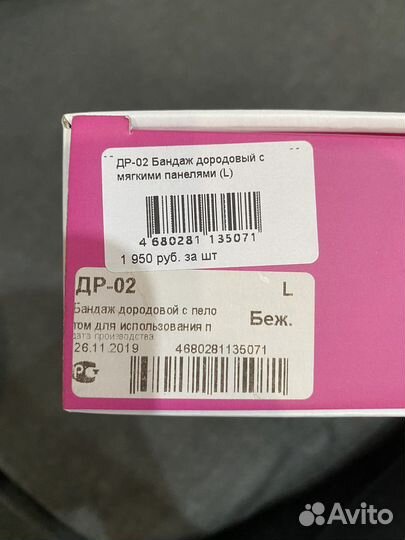 ДР-02 Бандаж дородовый с
мягкими панелями (L)
4 680281 135071
1 950 руб. за шт
ДР-02 L
Бандаж дородовой с пело
том для использования п
Беж.
дата производства
26.11.2019 4680281135071
РС
Avito